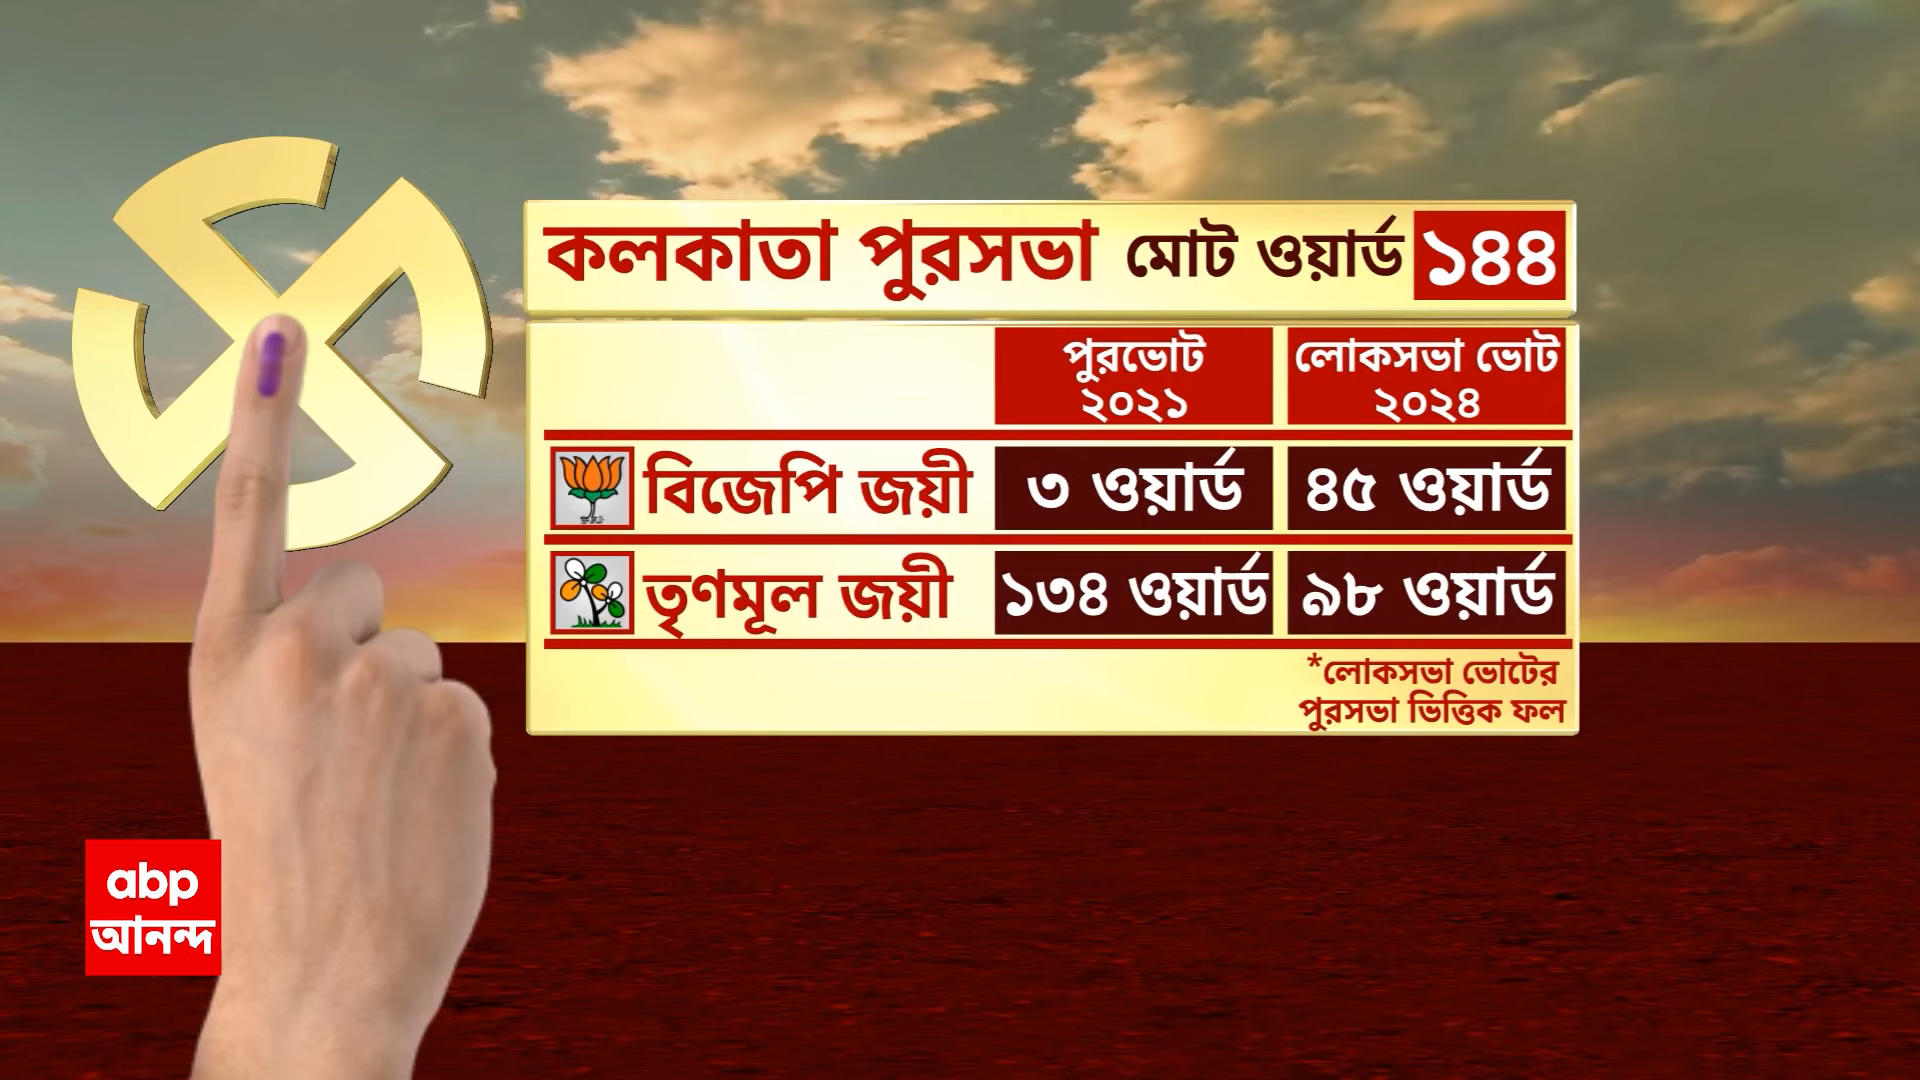 কলকাতা পুরসভা মোট ওয়ার্ড ১৪৪
পুরভোট ২০২১
লোকসভা ভোট ২০২৪
বিজেপি জয়ী ৩ ওয়ার্ড ৪৫ ওয়ার্ড
তৃণমূল জয়ী ১৩৪ ওয়ার্ড ৯৮ ওয়ার্ড
*লোকসভা ভোটের
পুরসভা ভিত্তিক ফল
abp
আনন্দ